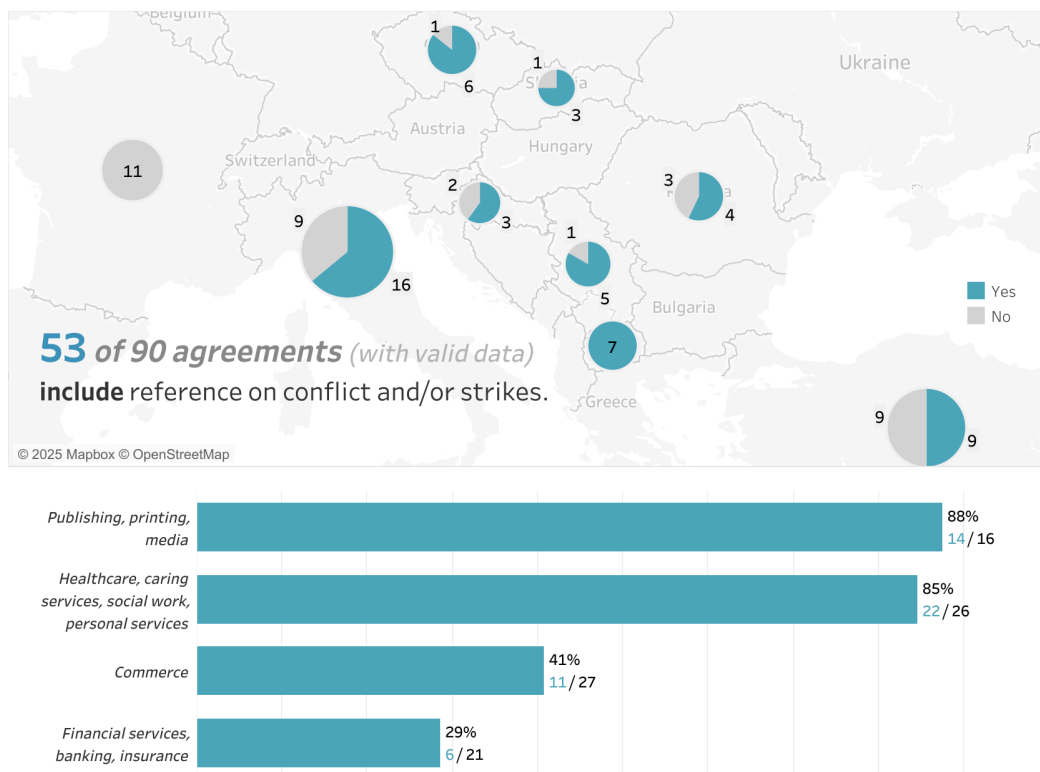 Belgium
1
6
1
3
Ukraine
Austria
Hungary
Switzerland
11
2
3
3
4
9
16
1
5
Bulgaria
Yes
No
7
53 of 90 agreements (with valid data)
include reference on conflict and/or strikes.
Greece
9
9
© 2025 Mapbox © OpenStreetMap
Publishing, printing,
media
88%
14/ 16
Healthcare, caring
services, social work,
personal services
85%
22/ 26
Commerce
41%
11/ 27
Financial services,
banking, insurance
29%
6/ 21